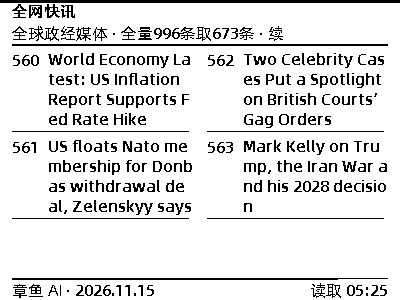 全网快讯
全球政经媒体 · 全量996条取673条 · 续
560 World Economy La
test: US Inflation
Report Supports F
ed Rate Hike
561 US floats Nato me
mbership for Donb
as withdrawal de
al, Zelenskyy says
562 Two Celebrity Cas
es Put a Spotlight
on British Courts’
Gag Orders
563 Mark Kelly on Tru
mp, the Iran War a
nd his 2028 decisio
n
章鱼 AI · 2026.11.15
读取 05:25